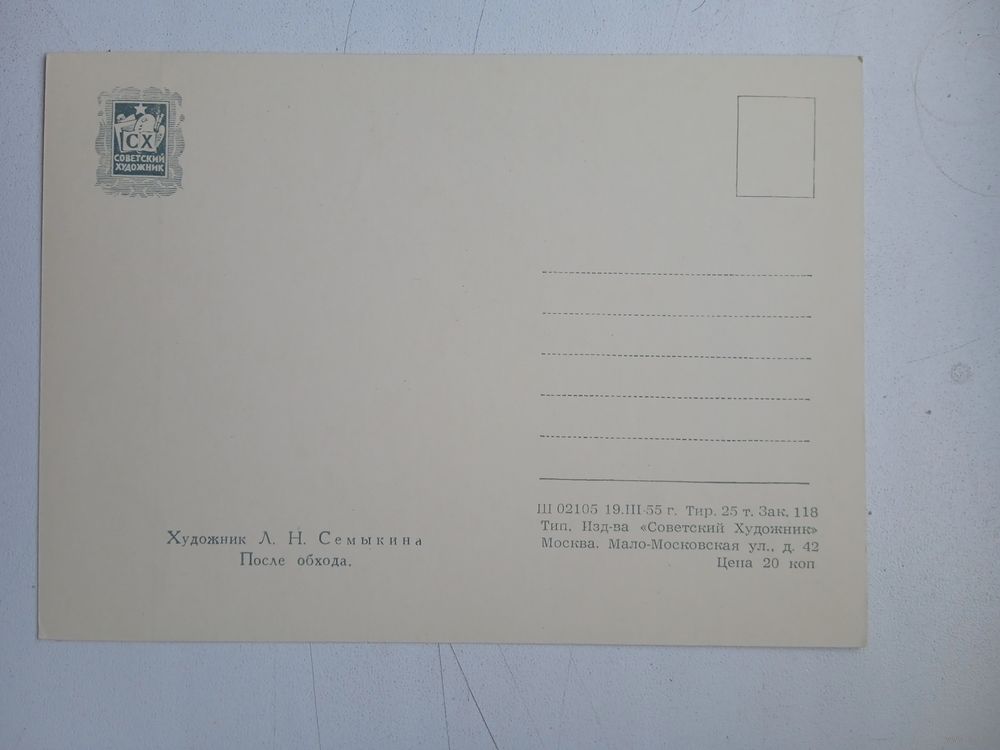 СХ
СОВЕТСКИЙ
ХУДОЖНИК
Художник Л. Н. Семыкина
После обхода.
Ш 02105 19.III-55 г. Тир. 25 т. Зак. 118
Тип. Изд-ва «Советский Художник»
Москва. Мало-Московская ул., д. 42
Цена 20 коп